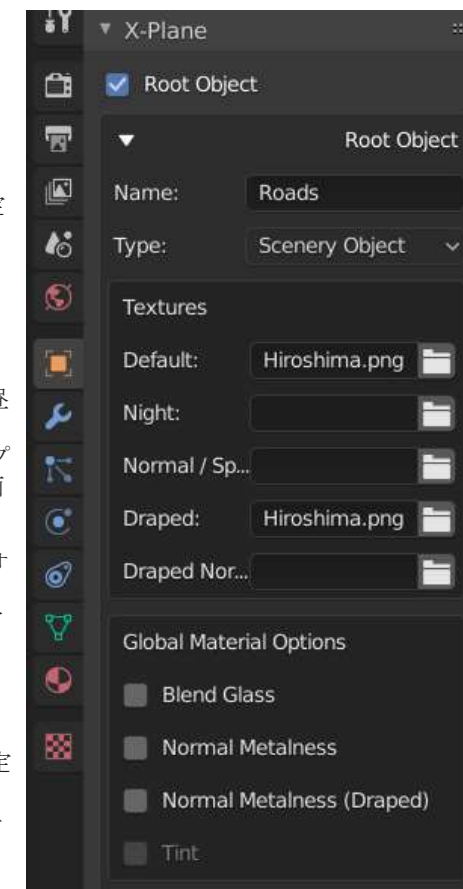 X-Plane
Root Object
Root Object
Name: Roads
Type: Scenery Object
Textures
Default: Hiroshima.png
Night:
Normal / Sp...
Draped: Hiroshima.png
Draped Nor...
Global Material Options
Blend Glass
Normal Metalness
Normal Metalness (Draped)
Tint